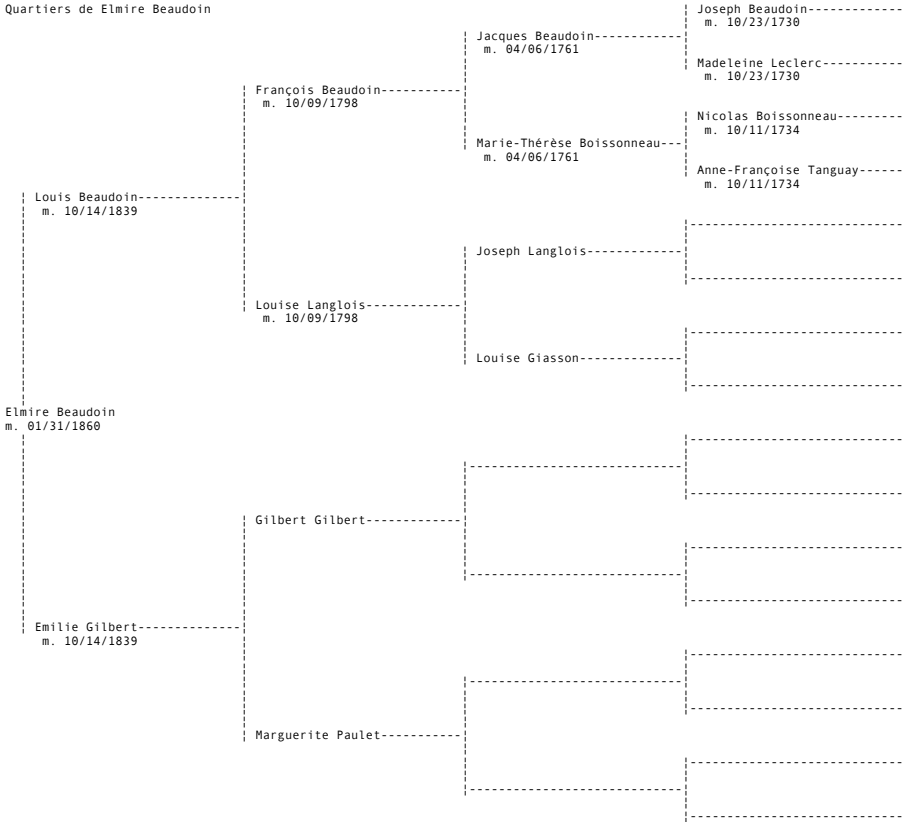 Quartiers de Elmire Beaudoin
Joseph Beaudoin
m. 10/23/1730
Jacques Beaudoin
m. 04/06/1761
Madeleine Leclerc
m. 10/23/1730
François Beaudoin
m. 10/09/1798
Nicolas Boissonneau
m. 10/11/1734
Marie-Thérèse Boissonneau
m. 04/06/1761
Anne-Françoise Tanguay
m. 10/11/1734
Louis Beaudoin
m. 10/14/1839
Joseph Langlois
Louise Langlois
m. 10/09/1798
Louise Giasson
Elmire Beaudoin
m. 01/31/1860
Gilbert Gilbert
Emilie Gilbert
m. 10/14/1839
Marguerite Paulet